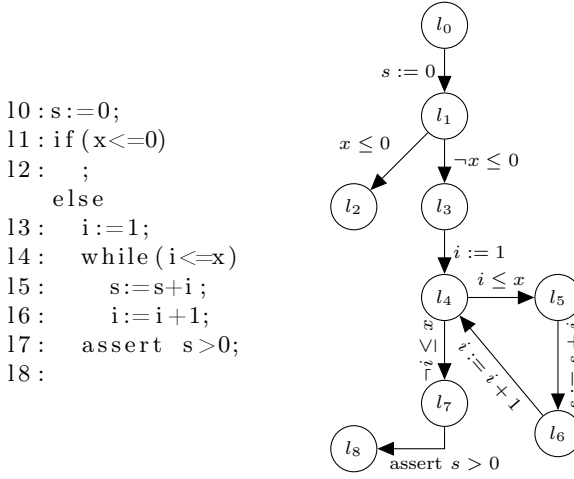 l0 : s:=0;
l1 : if(x<=0)
l2 : ;
else
l3 : i:=1;
l4 : while(i<=x)
l5 : s:=s+i;
l6 : i:=i+1;
l7 : assert s>0;
l8 :
l₀
s := 0
l₁
x ≤ 0
¬x ≤ 0
l₂
l₃
i := 1
l₄
i ≤ x
l₅
¬i ≤ x
i := i + 1
s := s + i
l₇
l₆
l₈
assert s > 0